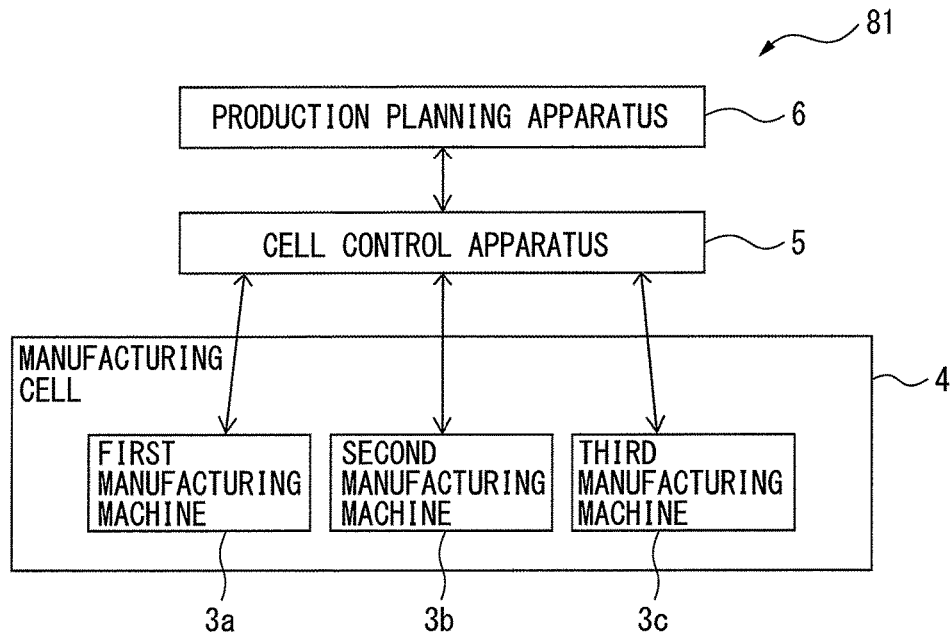 81
PRODUCTION PLANNING APPARATUS
6
CELL CONTROL APPARATUS
5
MANUFACTURING
CELL
4
FIRST
MANUFACTURING
MACHINE
SECOND
MANUFACTURING
MACHINE
THIRD
MANUFACTURING
MACHINE
3a
3b
3c